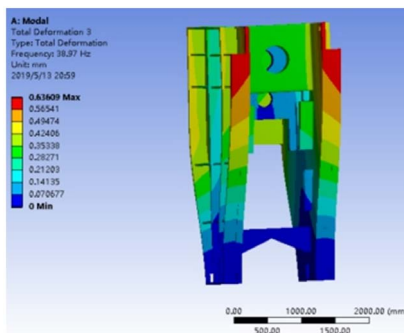 A: Modal
Total Deformation 3
Type: Total Deformation
Frequency: 38.97 Hz
Unit: mm
2019/5/13 20:59
0.63609 Max
0.56541
0.49474
0.42406
0.35338
0.28271
0.21203
0.14135
0.070677
0 Min
0.00 1000.00 2000.00 (mm
500.00 1500.00